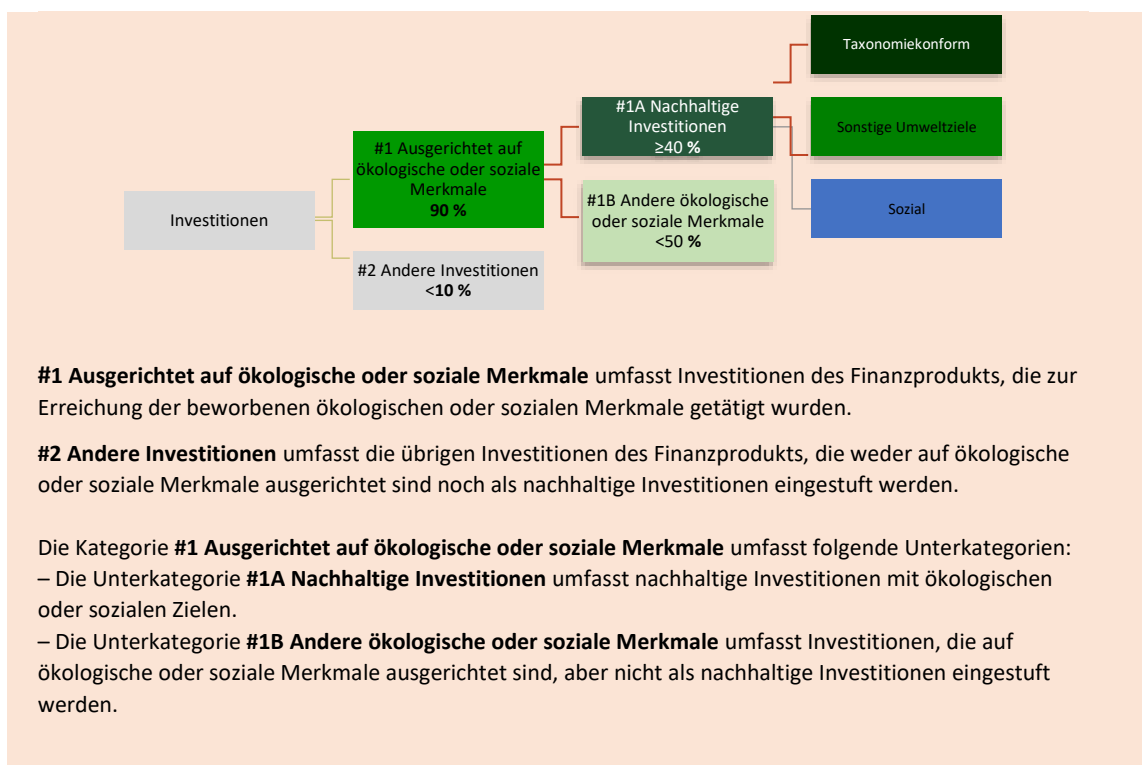 Taxonomiekonform
#1A Nachhaltige
Investitionen
≥40 %
Sonstige Umweltziele
#1 Ausgerichtet auf
ökologische oder soziale
Merkmale
90 %
#1B Andere ökologische
oder soziale Merkmale
<50 %
Sozial
Investitionen
#2 Andere Investitionen
<10 %
#1 Ausgerichtet auf ökologische oder soziale Merkmale umfasst Investitionen des Finanzprodukts, die zur
Erreichung der beworbenen ökologischen oder sozialen Merkmale getätigt wurden.
#2 Andere Investitionen umfasst die übrigen Investitionen des Finanzprodukts, die weder auf ökologische
oder soziale Merkmale ausgerichtet sind noch als nachhaltige Investitionen eingestuft werden.
Die Kategorie #1 Ausgerichtet auf ökologische oder soziale Merkmale umfasst folgende Unterkategorien:
– Die Unterkategorie #1A Nachhaltige Investitionen umfasst nachhaltige Investitionen mit ökologischen
oder sozialen Zielen.
– Die Unterkategorie #1B Andere ökologische oder soziale Merkmale umfasst Investitionen, die auf
ökologische oder soziale Merkmale ausgerichtet sind, aber nicht als nachhaltige Investitionen eingestuft
werden.